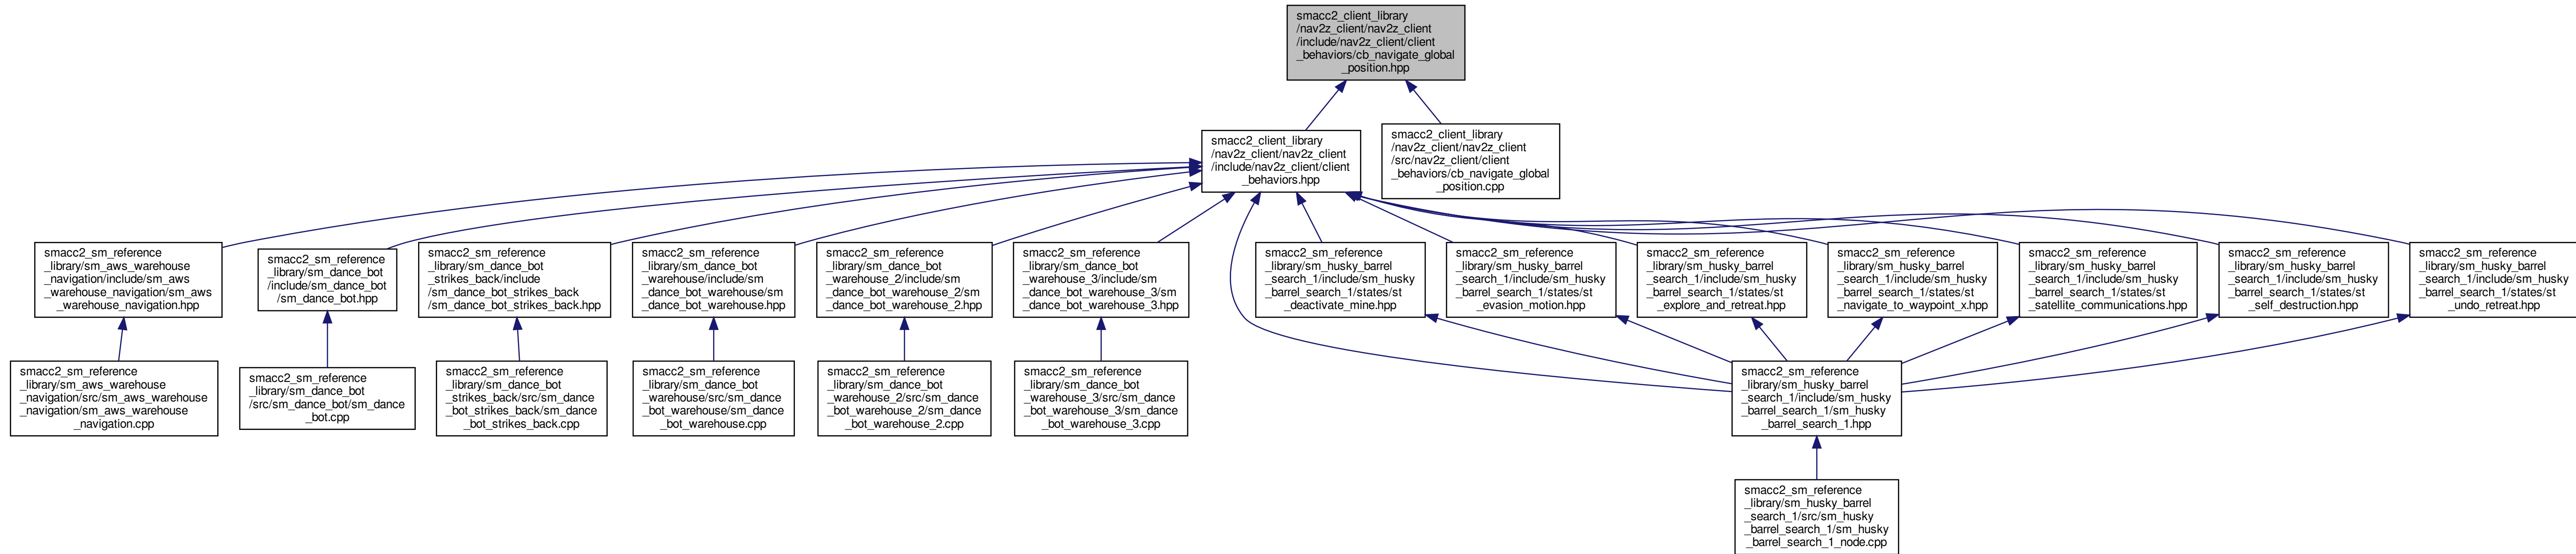 smacc2_client_library
/nav2z_client/nav2z_client
/include/nav2z_client/client
_behaviors/cb_navigate_global
_position.hpp
smacc2_client_library
/nav2z_client/nav2z_client
/include/nav2z_client/client
_behaviors.hpp
smacc2_client_library
/nav2z_client/nav2z_client
/src/nav2z_client/client
_behaviors/cb_navigate_global
_position.cpp
smacc2_sm_reference
_library/sm_aws_warehouse
_navigation/include/sm_aws
_warehouse_navigation/sm_aws
_warehouse_navigation.hpp
smacc2_sm_reference
_library/sm_dance_bot
/include/sm_dance_bot
/sm_dance_bot.hpp
smacc2_sm_reference
_library/sm_dance_bot
_strikes_back/include
/sm_dance_bot_strikes_back
/sm_dance_bot_strikes_back.hpp
smacc2_sm_reference
_library/sm_dance_bot
_warehouse/include/sm
_dance_bot_warehouse/sm
_dance_bot_warehouse.hpp
smacc2_sm_reference
_library/sm_dance_bot
_warehouse_2/include/sm
_dance_bot_warehouse_2/sm
_dance_bot_warehouse_2.hpp
smacc2_sm_reference
_library/sm_dance_bot
_warehouse_3/include/sm
_dance_bot_warehouse_3/sm
_dance_bot_warehouse_3.hpp
smacc2_sm_reference
_library/sm_husky_barrel
_search_1/include/sm_husky
_barrel_search_1/states/st
_deactivate_mine.hpp
smacc2_sm_reference
_library/sm_husky_barrel
_search_1/include/sm_husky
_barrel_search_1/states/st
_evasion_motion.hpp
smacc2_sm_reference
_library/sm_husky_barrel
_search_1/include/sm_husky
_barrel_search_1/states/st
_explore_and_retreat.hpp
smacc2_sm_reference
_library/sm_husky_barrel
_search_1/include/sm_husky
_barrel_search_1/states/st
_navigate_to_waypoint_x.hpp
smacc2_sm_reference
_library/sm_husky_barrel
_search_1/include/sm_husky
_barrel_search_1/states/st
_satellite_communications.hpp
smacc2_sm_reference
_library/sm_husky_barrel
_search_1/include/sm_husky
_barrel_search_1/states/st
_self_destruction.hpp
smacc2_sm_reference
_library/sm_husky_barrel
_search_1/include/sm_husky
_barrel_search_1/states/st
_undo_retreat.hpp
smacc2_sm_reference
_library/sm_aws_warehouse
_navigation/src/sm_aws_warehouse
_navigation/sm_aws_warehouse
_navigation.cpp
smacc2_sm_reference
_library/sm_dance_bot
/src/sm_dance_bot/sm_dance
_bot.cpp
smacc2_sm_reference
_library/sm_dance_bot
_strikes_back/src/sm_dance
_bot_strikes_back/sm_dance
_bot_strikes_back.cpp
smacc2_sm_reference
_library/sm_dance_bot
_warehouse/src/sm_dance
_bot_warehouse/sm_dance
_bot_warehouse.cpp
smacc2_sm_reference
_library/sm_dance_bot
_warehouse_2/src/sm_dance
_bot_warehouse_2/sm_dance
_bot_warehouse_2.cpp
smacc2_sm_reference
_library/sm_dance_bot
_warehouse_3/src/sm_dance
_bot_warehouse_3/sm_dance
_bot_warehouse_3.cpp
smacc2_sm_reference
_library/sm_husky_barrel
_search_1/include/sm_husky
_barrel_search_1/sm_husky
_barrel_search_1.hpp
smacc2_sm_reference
_library/sm_husky_barrel
_search_1/src/sm_husky
_barrel_search_1/sm_husky
_barrel_search_1_node.cpp